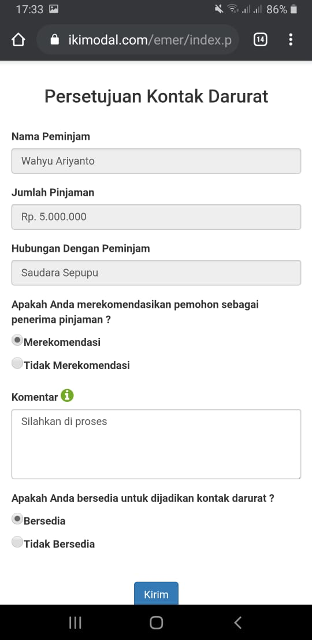 17:33 86%
ikimodal.com/emer/index.p 14
Persetujuan Kontak Darurat
Nama Peminjam
Wahyu Ariyanto
Jumlah Pinjaman
Rp. 5.000.000
Hubungan Dengan Peminjam
Saudara Sepupu
Apakah Anda merekomendasikan pemohon sebagai
penerima pinjaman ?
Merekomendasi
Tidak Merekomendasi
Komentar
Silahkan di proses
Apakah Anda bersedia untuk dijadikan kontak darurat ?
Bersedia
Tidak Bersedia
Kirim